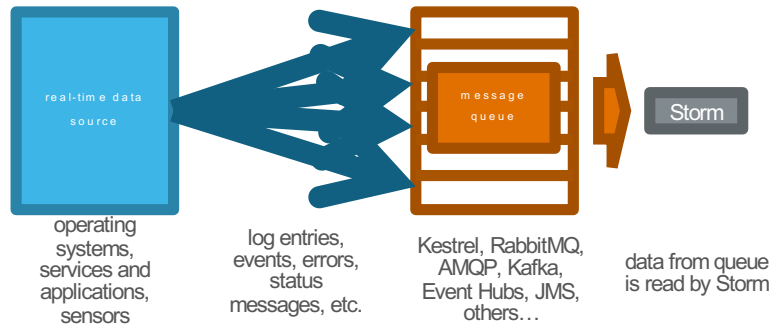 real-time data
source
message
queue
Storm
operating
systems,
services and
applications,
sensors
log entries,
events, errors,
status
messages, etc.
Kestrel, RabbitMQ,
AMQP, Kafka,
Event Hubs, JMS,
others…
data from queue
is read by Storm